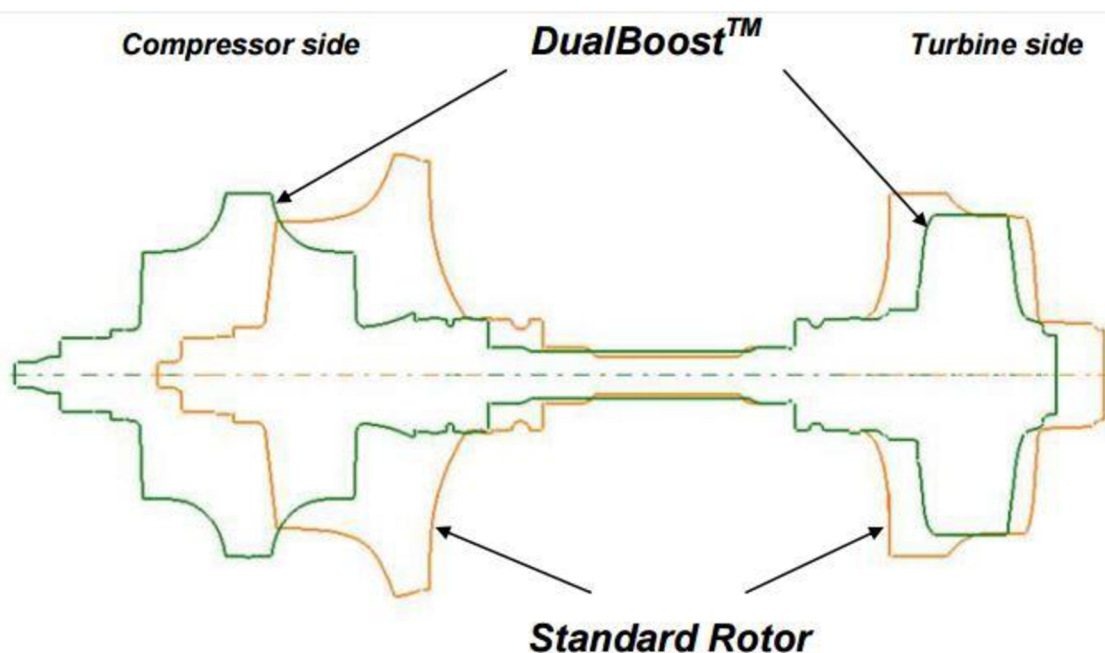 Compressor side
DualBoost™
Turbine side
Standard Rotor